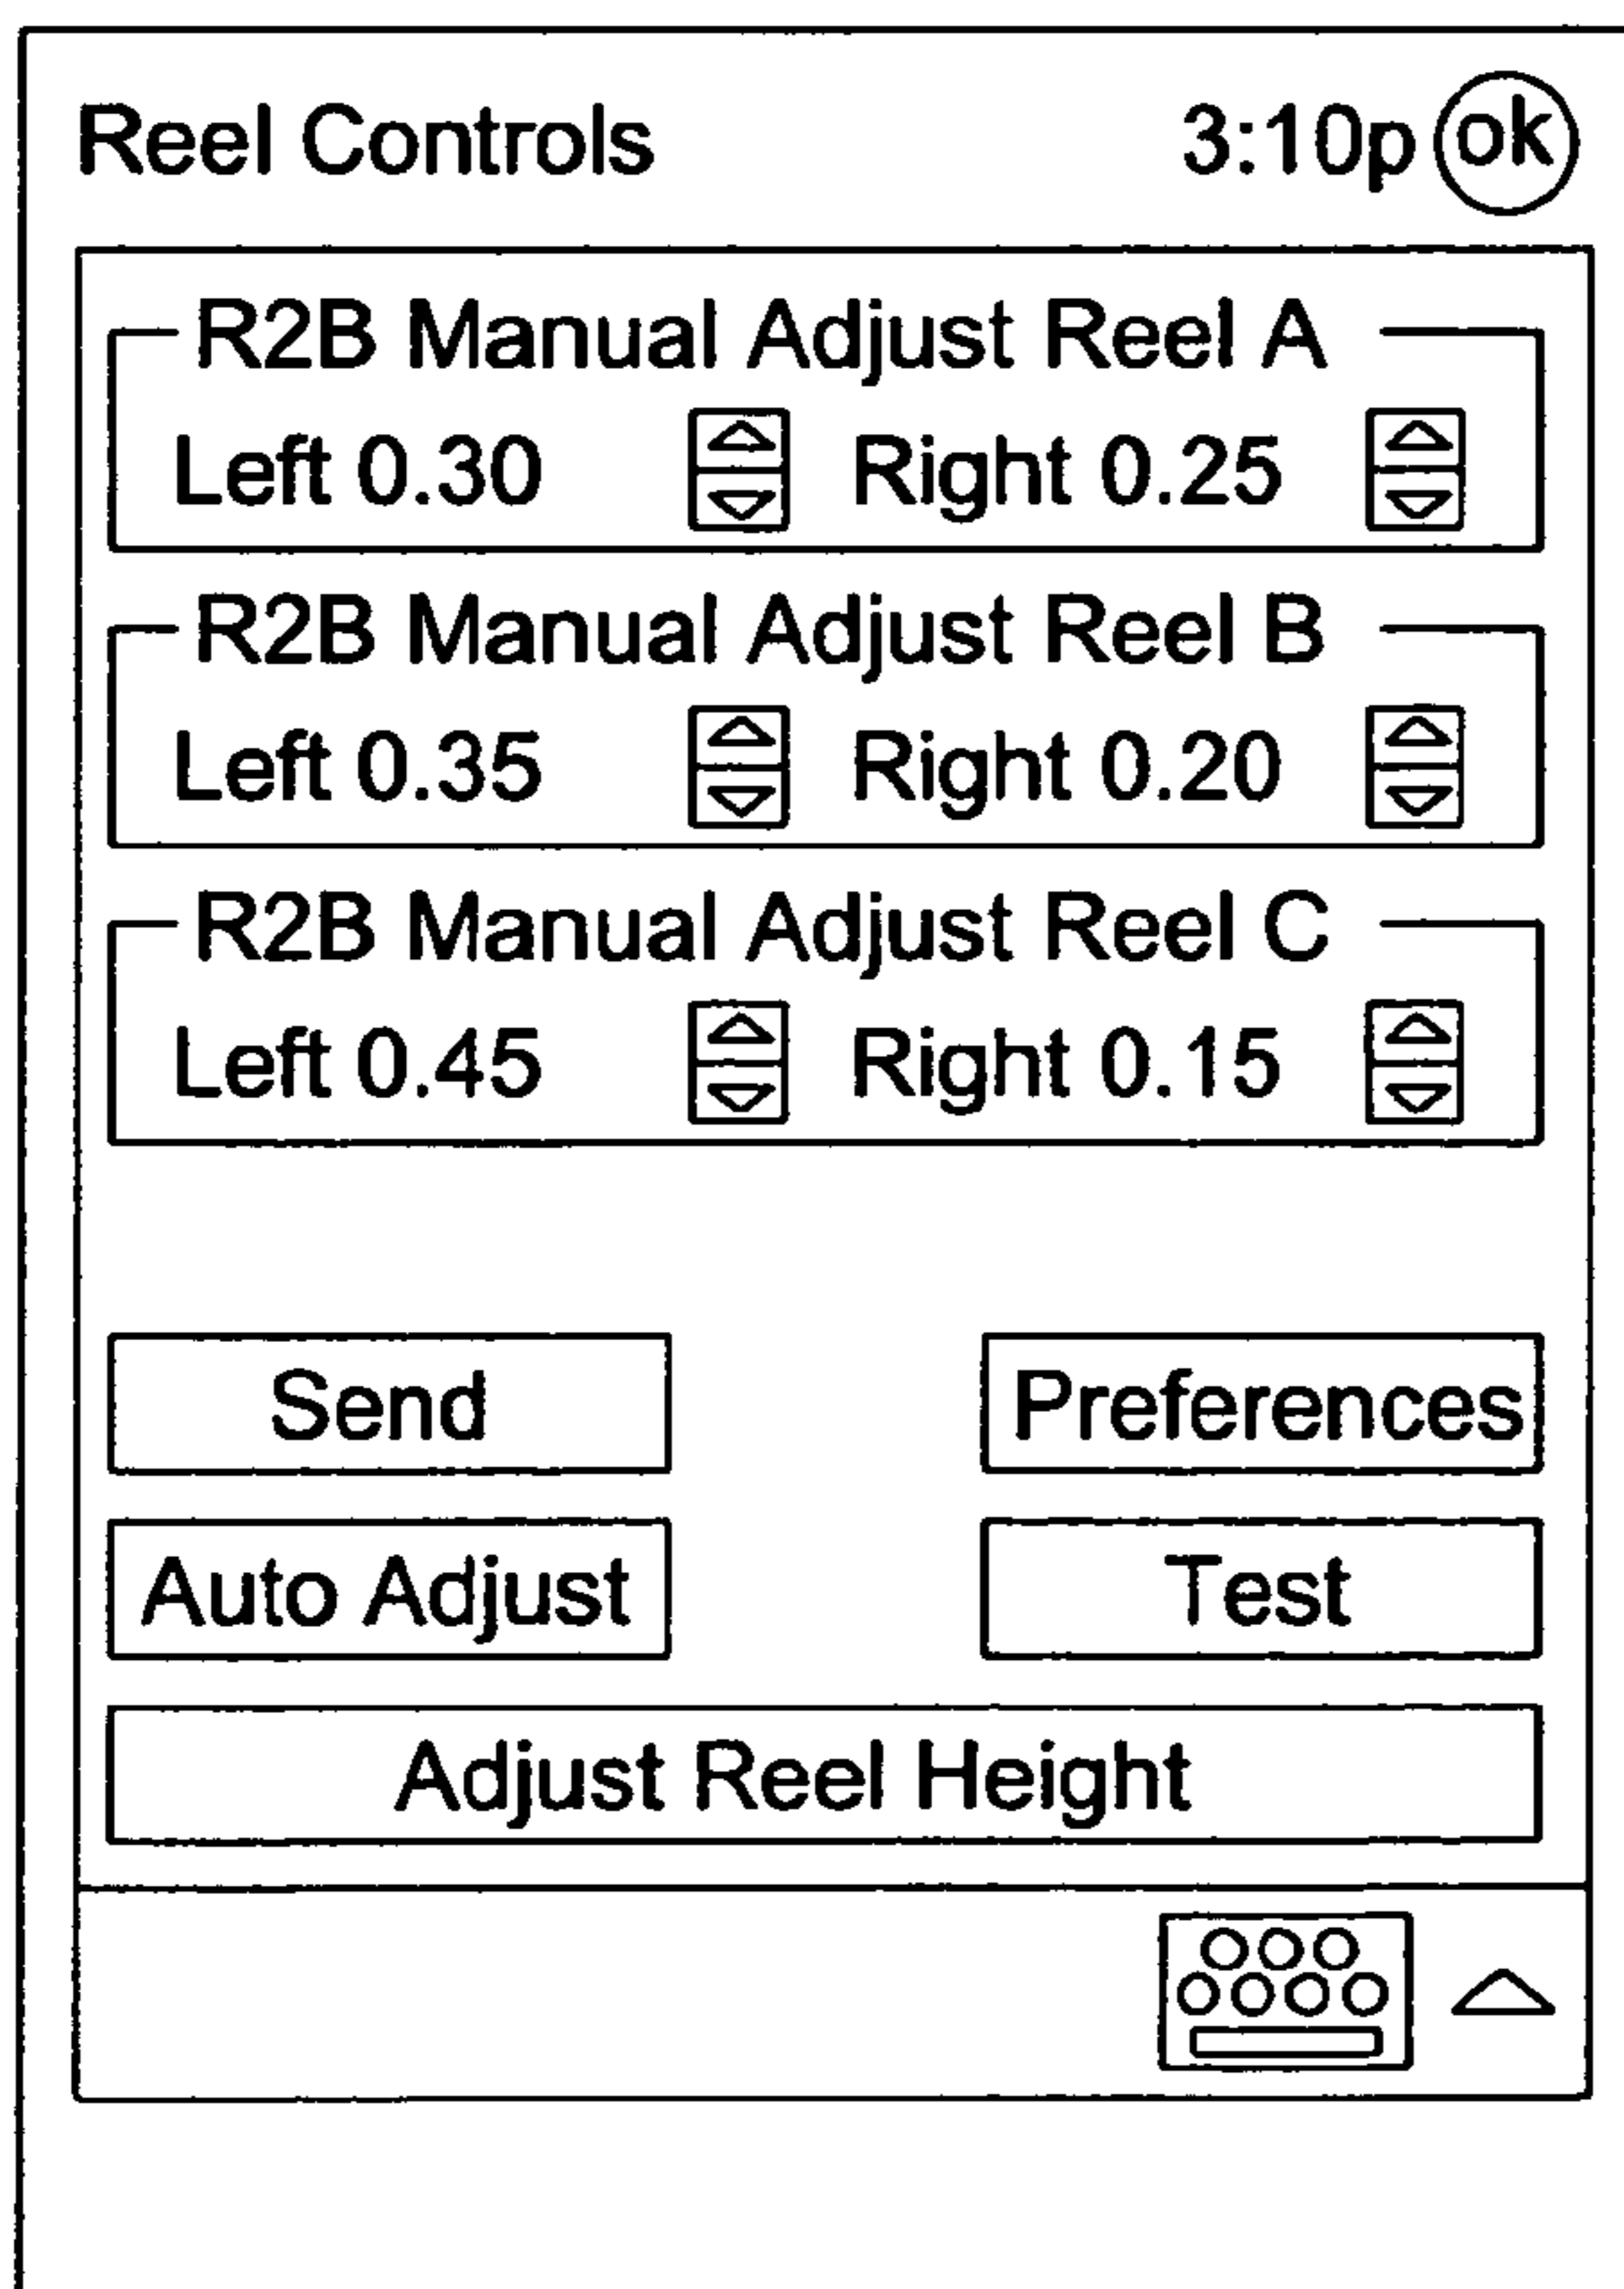 Reel Controls 3:10p ok
R2B Manual Adjust Reel A
Left 0.30 Right 0.25
R2B Manual Adjust Reel B
Left 0.35 Right 0.20
R2B Manual Adjust Reel C
Left 0.45 Right 0.15
Send Preferences
Auto Adjust Test
Adjust Reel Height